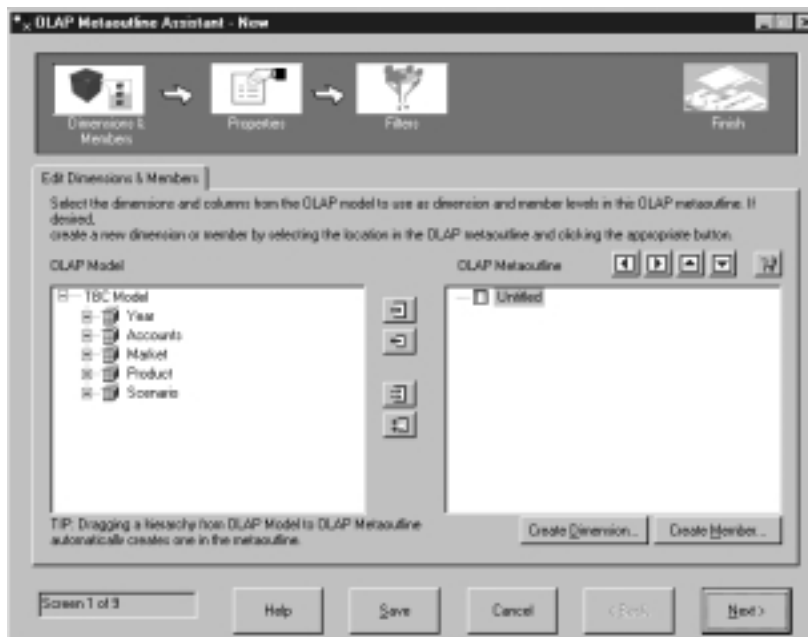 OLAP Metaoutline Assistant - New
Dimensions &
Members
Properties
Filters
Finish
Edit Dimensions & Members
Select the dimensions and columns from the OLAP model to use as dimension and member levels in this OLAP metaoutline. If
desired,
create a new dimension or member by selecting the location in the OLAP metaoutline and clicking the appropriate button.
OLAP Model
OLAP Metaoutline
TBC Model
Year
Accounts
Market
Product
Scenario
Untitled
TIP: Dragging a hierarchy from OLAP Model to OLAP Metaoutline
automatically creates one in the metaoutline.
Create Dimension...
Create Member...
Screen 1 of 9
Help
Save
Cancel
< Back
Next >